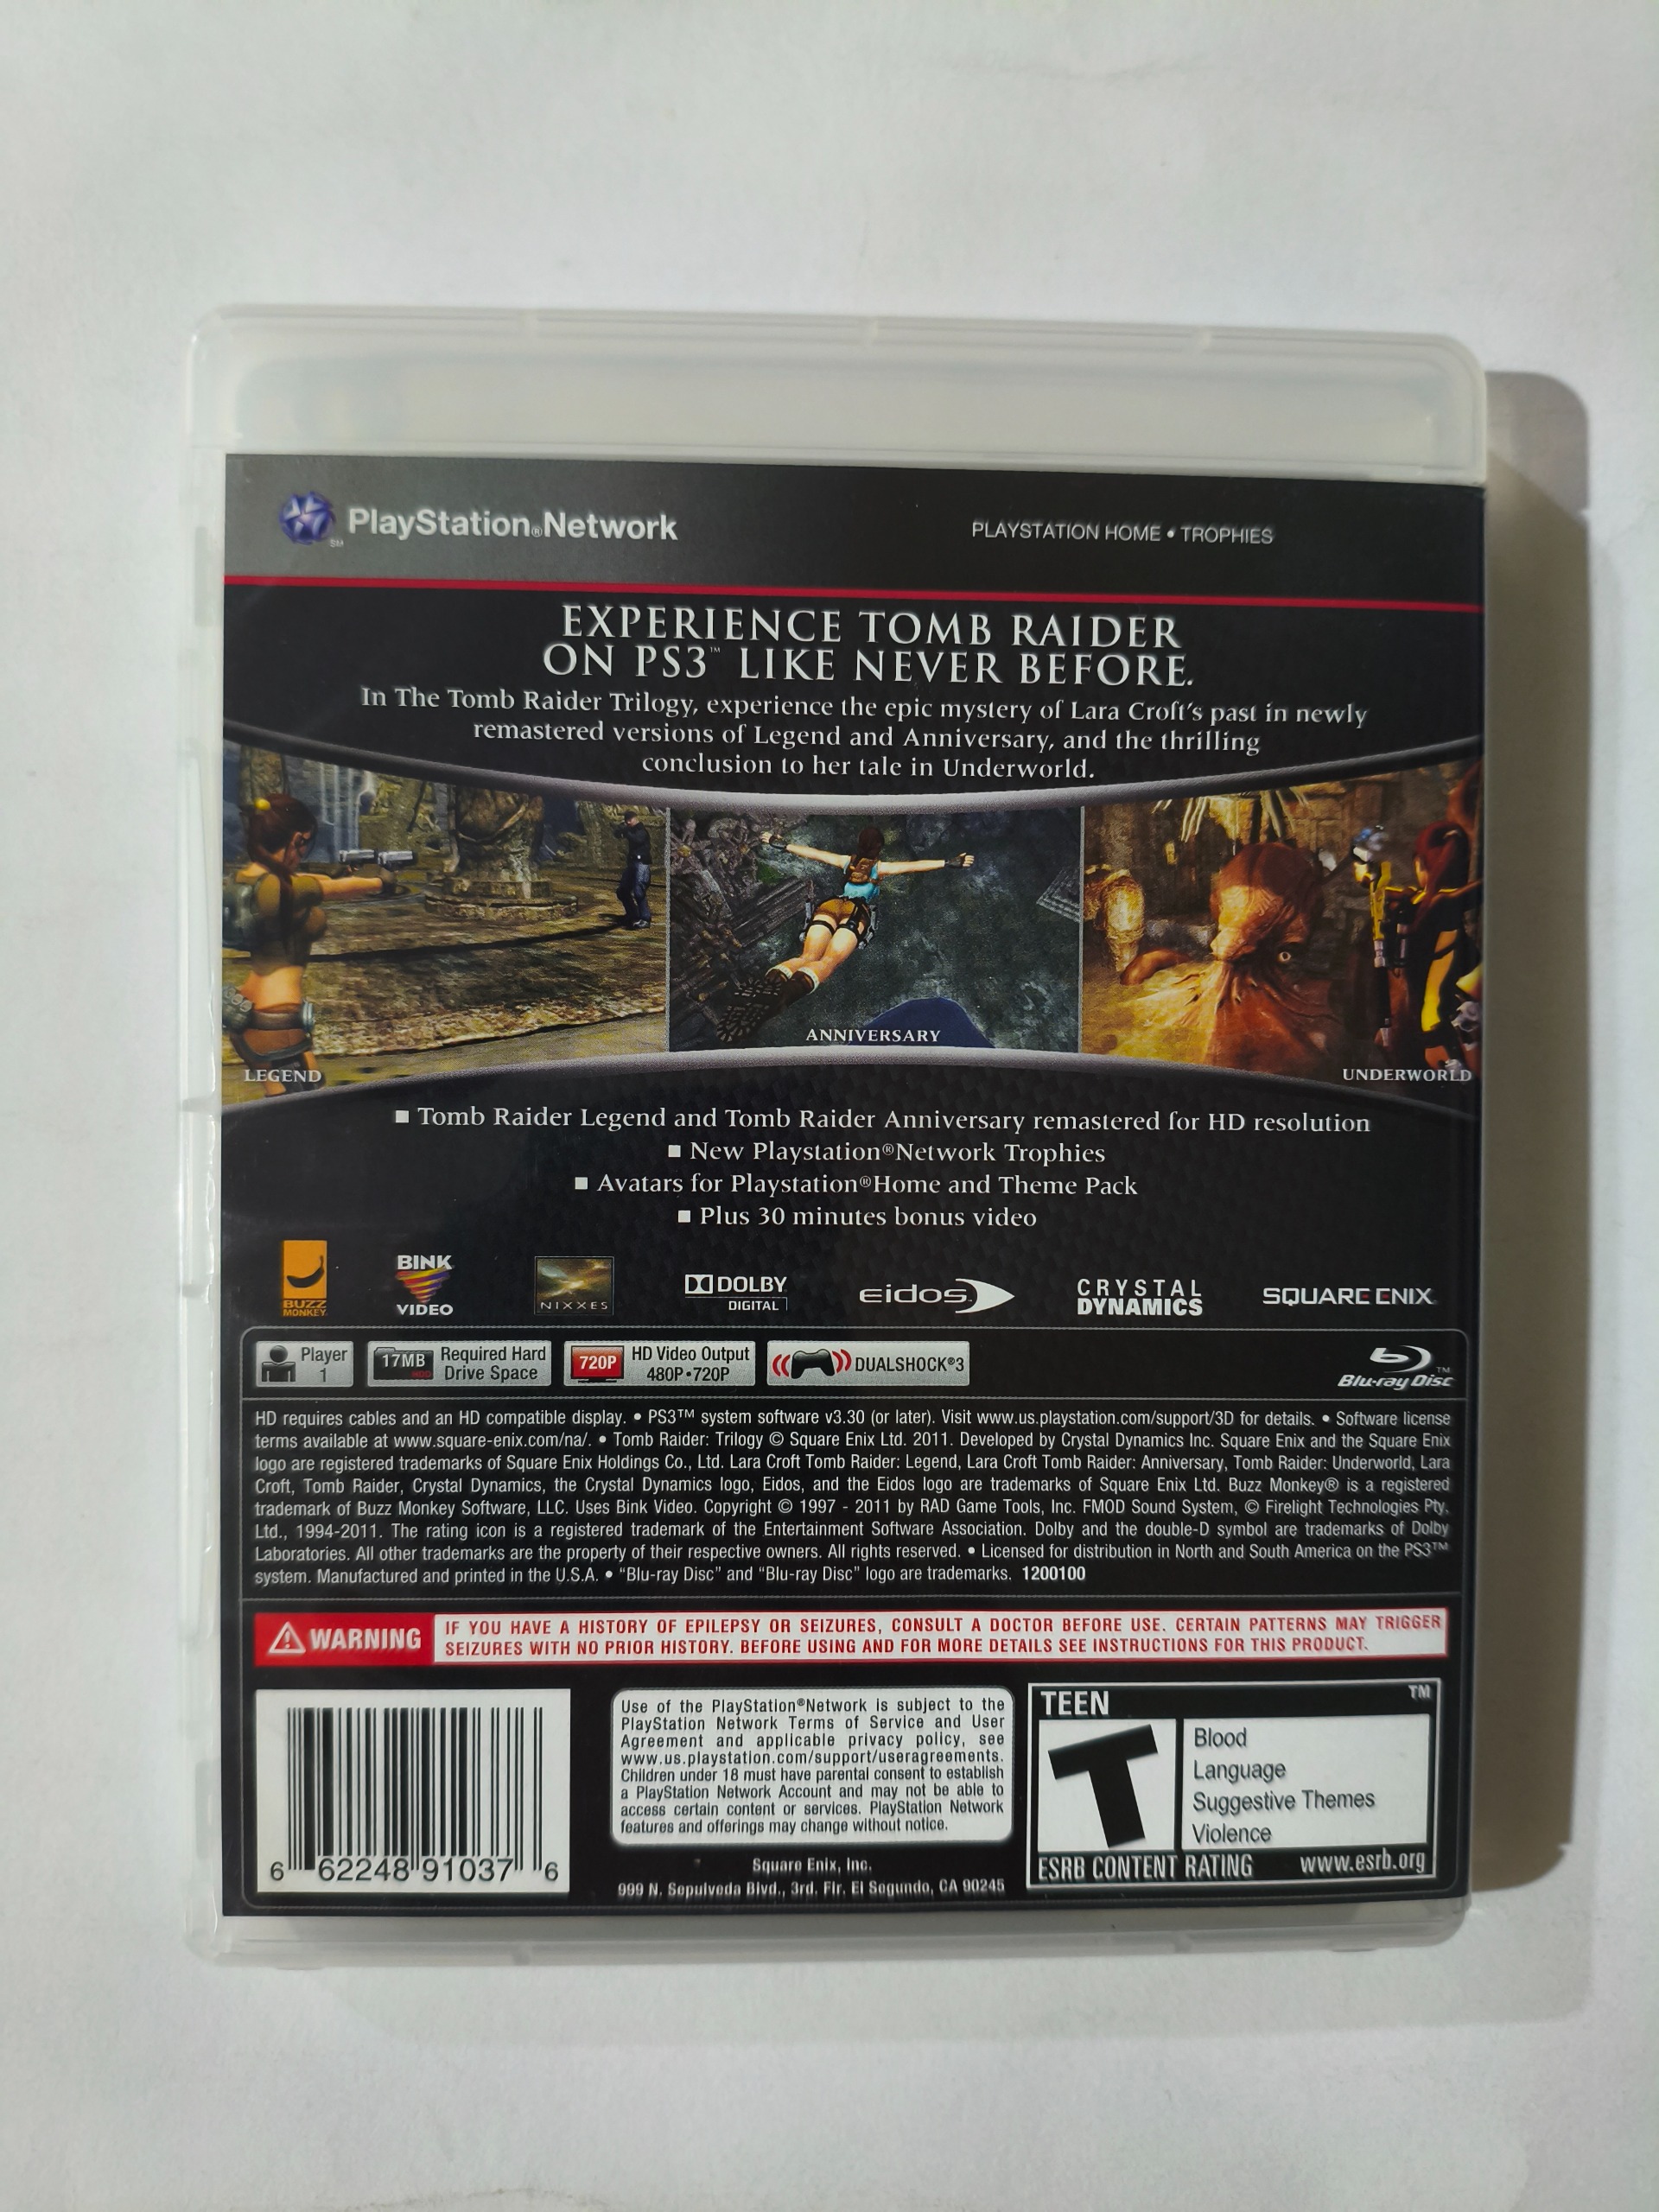 PlayStation®Network
SM
PLAYSTATION HOME • TROPHIES
EXPERIENCE TOMB RAIDER
ON PS3™ LIKE NEVER BEFORE.
In The Tomb Raider Trilogy, experience the epic mystery of Lara Croft's past in newly
remastered versions of Legend and Anniversary, and the thrilling
conclusion to her tale in Underworld.
LEGEND
ANNIVERSARY
UNDERWORLD
■ Tomb Raider Legend and Tomb Raider Anniversary remastered for HD resolution
■ New Playstation®Network Trophies
■ Avatars for Playstation®Home and Theme Pack
■ Plus 30 minutes bonus video
BUZZ
MONKEY
BINK
VIDEO
NIXXES
DOLBY
DIGITAL
eidos
CRYSTAL
DYNAMICS
SQUARE ENIX
Player
1
17MB
Required Hard
Drive Space
720P
HD Video Output
480P•720P
DUALSHOCK®3
Blu-ray Disc™
HD requires cables and an HD compatible display. • PS3™ system software v3.30 (or later). Visit www.us.playstation.com/support/3D for details. • Software license
terms available at www.square-enix.com/na/. • Tomb Raider: Trilogy © Square Enix Ltd. 2011. Developed by Crystal Dynamics Inc. Square Enix and the Square Enix
logo are registered trademarks of Square Enix Holdings Co., Ltd. Lara Croft Tomb Raider: Legend, Lara Croft Tomb Raider: Anniversary, Tomb Raider: Underworld, Lara
Croft, Tomb Raider, Crystal Dynamics, the Crystal Dynamics logo, Eidos, and the Eidos logo are trademarks of Square Enix Ltd. Buzz Monkey® is a registered
trademark of Buzz Monkey Software, LLC. Uses Bink Video. Copyright © 1997 - 2011 by RAD Game Tools, Inc. FMOD Sound System, © Firelight Technologies Pty,
Ltd., 1994-2011. The rating icon is a registered trademark of the Entertainment Software Association. Dolby and the double-D symbol are trademarks of Dolby
Laboratories. All other trademarks are the property of their respective owners. All rights reserved. • Licensed for distribution in North and South America on the PS3™
system. Manufactured and printed in the U.S.A. • “Blu-ray Disc” and “Blu-ray Disc” logo are trademarks. 1200100
WARNING
IF YOU HAVE A HISTORY OF EPILEPSY OR SEIZURES, CONSULT A DOCTOR BEFORE USE. CERTAIN PATTERNS MAY TRIGGER
SEIZURES WITH NO PRIOR HISTORY. BEFORE USING AND FOR MORE DETAILS SEE INSTRUCTIONS FOR THIS PRODUCT.
6 62248 91037 6
Use of the PlayStation®Network is subject to the
PlayStation Network Terms of Service and User
Agreement and applicable privacy policy, see
www.us.playstation.com/support/useragreements.
Children under 18 must have parental consent to establish
a PlayStation Network Account and may not be able to
access certain content or services. PlayStation Network
features and offerings may change without notice.
Square Enix, Inc.
999 N. Sepulveda Blvd., 3rd. Flr. El Segundo, CA 90245
TEEN
TM
T
Blood
Language
Suggestive Themes
Violence
ESRB CONTENT RATING www.esrb.org